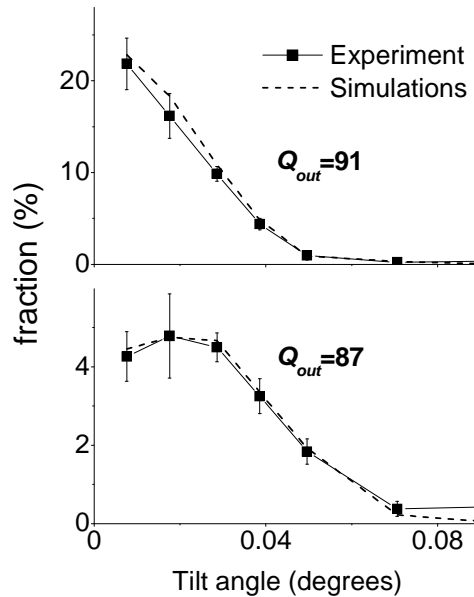 Experiment
Simulations
20
10
0
Q_out=91
fraction (%)
4
2
0
Q_out=87
0
0.04
0.08
Tilt angle (degrees)